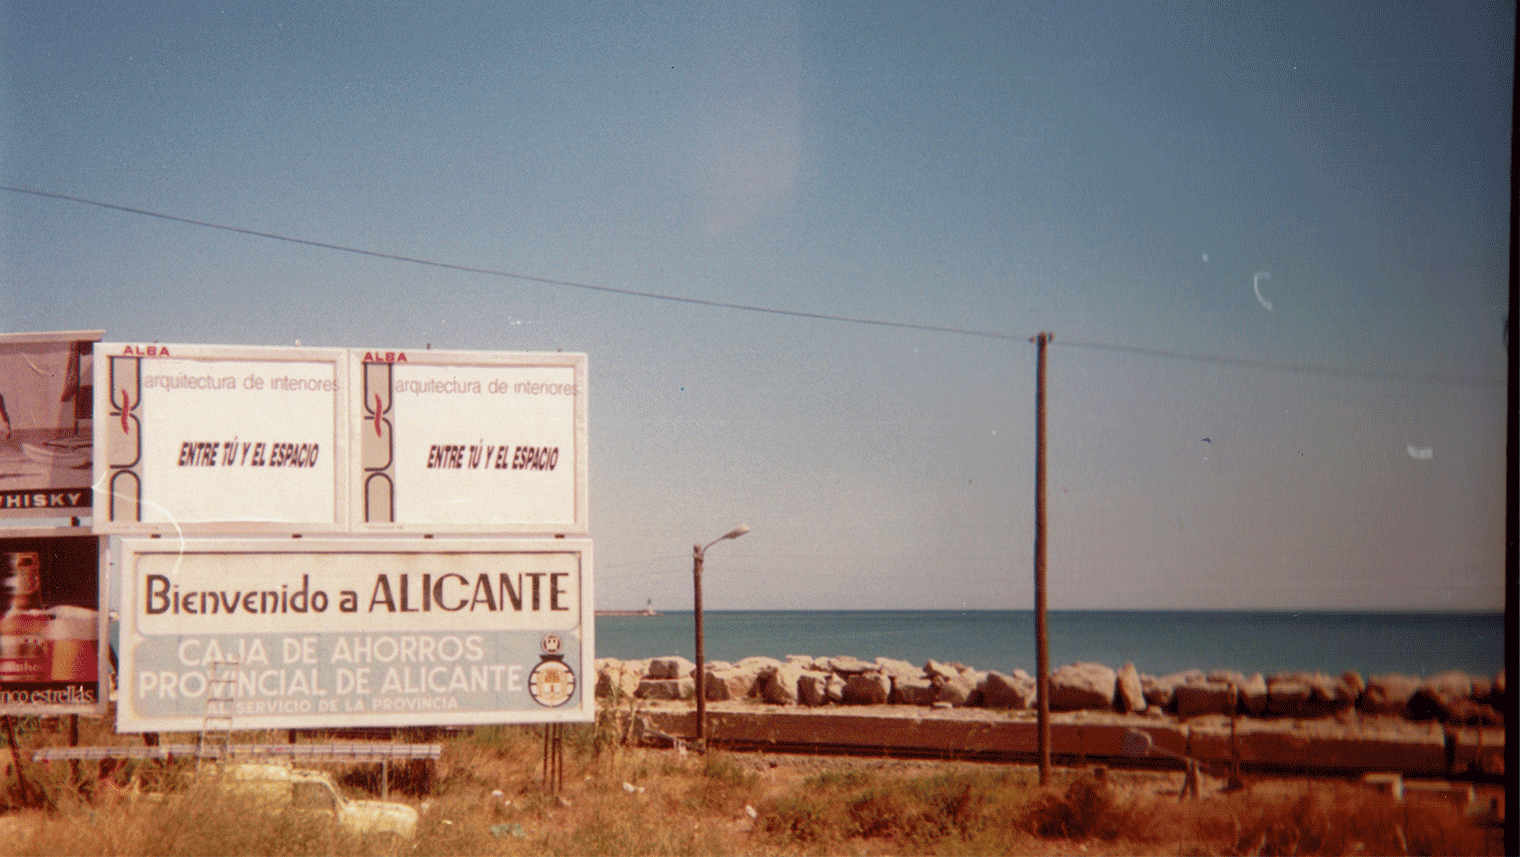 ALBA
arquitectura de interiores
ENTRE TÚ Y EL ESPACIO
ALBA
arquitectura de interiores
ENTRE TÚ Y EL ESPACIO
WHISKY
Bienvenido a ALICANTE
CAJA DE AHORROS
PROVINCIAL DE ALICANTE
AL SERVICIO DE LA PROVINCIA
estrellas